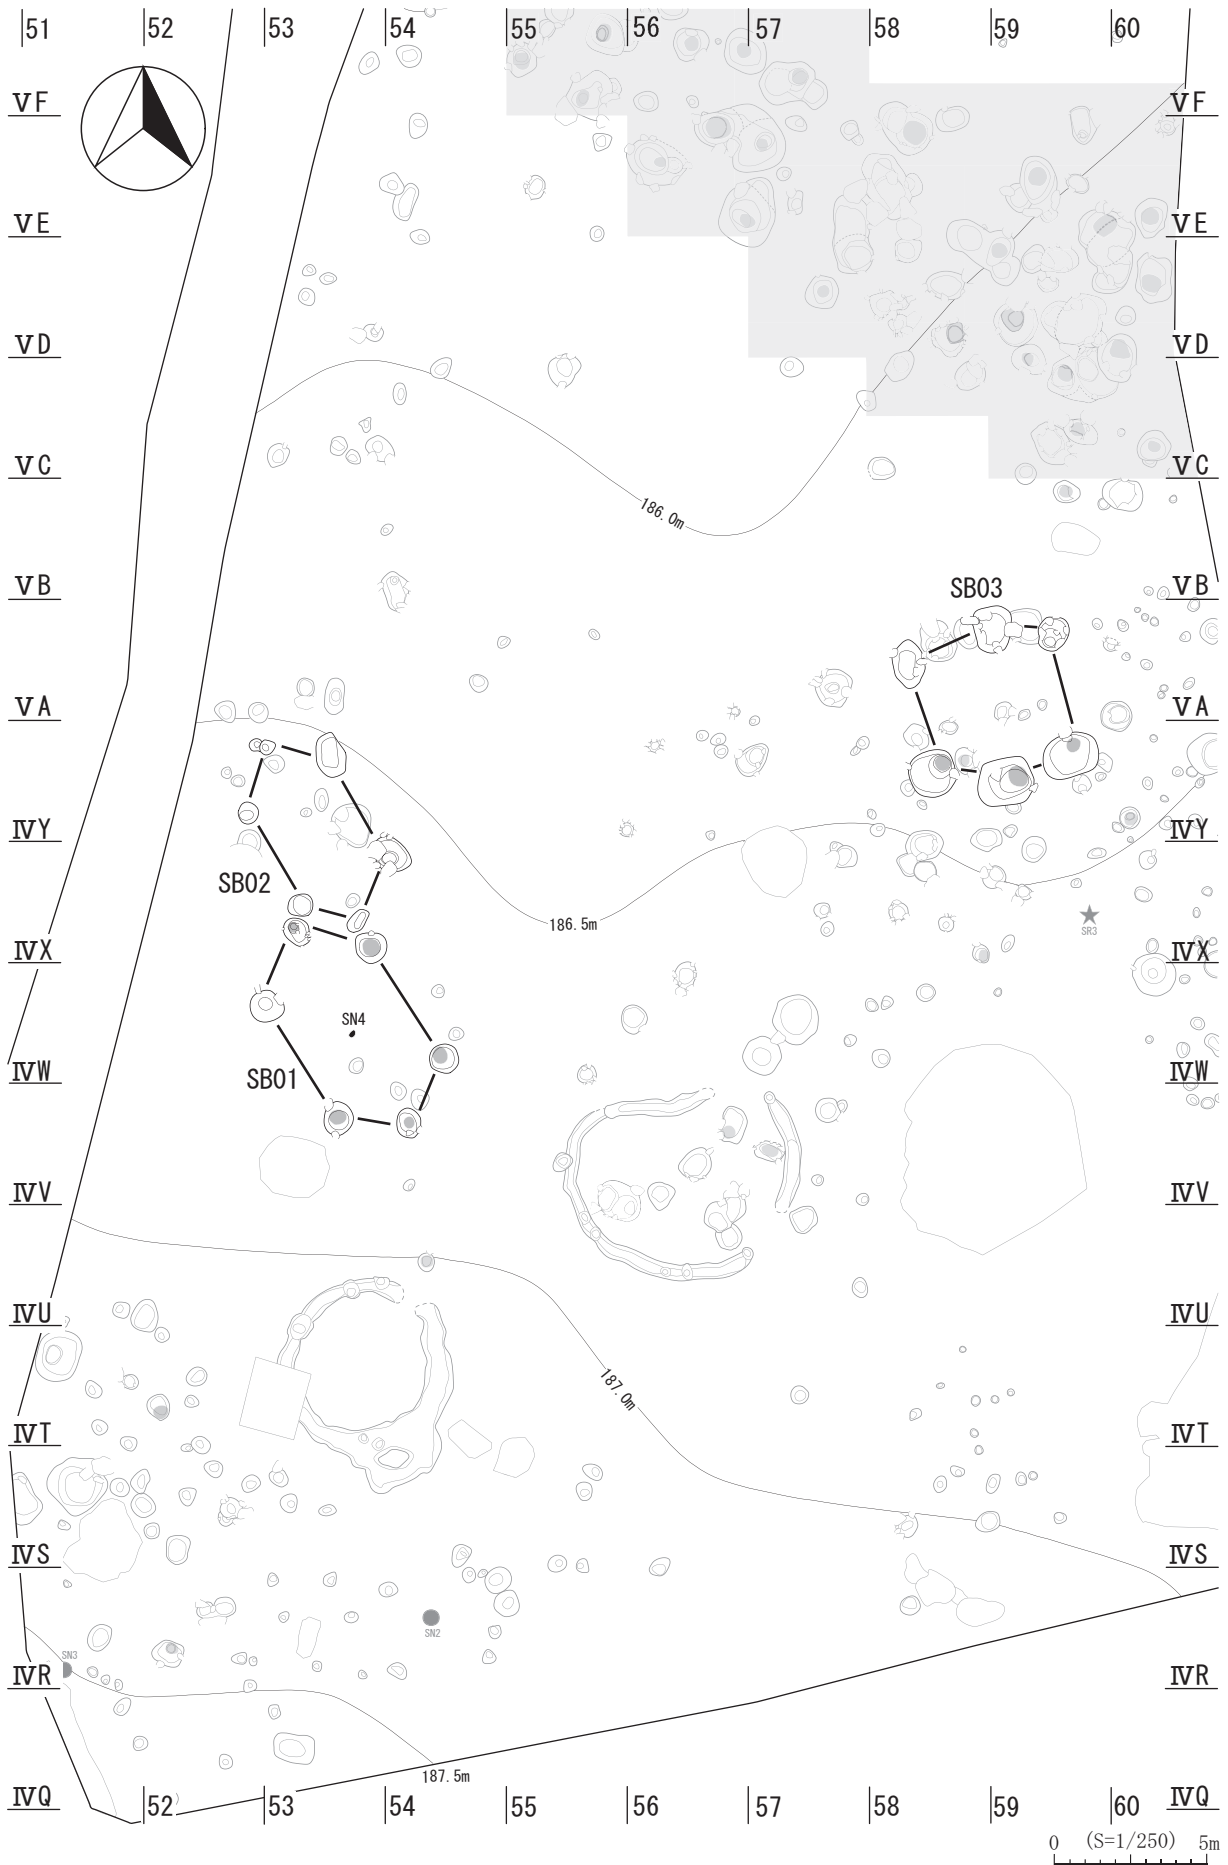 51 52 53 54 55 56 57 58 59 60
ⅤF ⅤF
ⅤE ⅤE
ⅤD ⅤD
ⅤC ⅤC
186.0m
ⅤB SB03 ⅤB
ⅤA ⅤA
ⅣY ⅣY
SB02
186.5m
SR3
ⅣX ⅣX
SN4
ⅣW SB01 ⅣW
ⅣV ⅣV
ⅣU ⅣU
187.0m
ⅣT ⅣT
ⅣS ⅣS
SN2
SN3
ⅣR ⅣR
187.5m
ⅣQ 52 53 54 55 56 57 58 59 60 ⅣQ
0 (S=1/250) 5m